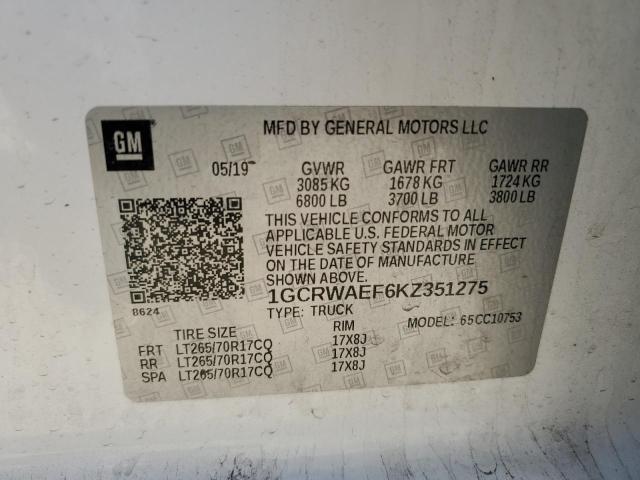 GM
MFD BY GENERAL MOTORS LLC
05/19 GVWR GAWR FRT GAWR RR
3085 KG 1678 KG 1724 KG
6800 LB 3700 LB 3800 LB
THIS VEHICLE CONFORMS TO ALL
APPLICABLE U.S. FEDERAL MOTOR
VEHICLE SAFETY STANDARDS IN EFFECT
ON THE DATE OF MANUFACTURE
SHOWN ABOVE.
8624
1GCRWAEF6KZ351275
TYPE: TRUCK MODEL: 65CC10753
TIRE SIZE RIM
FRT LT265/70R17CQ 17X8J
RR LT265/70R17CQ 17X8J
SPA LT265/70R17CQ 17X8J